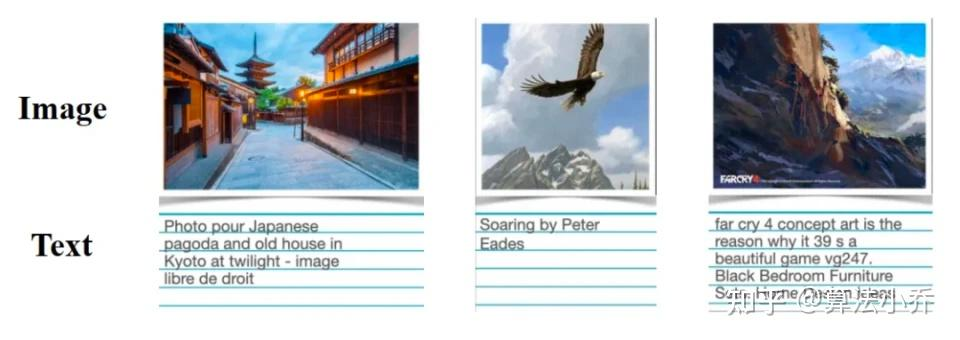 Image
FARCRY 4
Text
Photo pour Japanese
pagoda and old house in
Kyoto at twilight - image
libre de droit
Soaring by Peter
Eades
far cry 4 concept art is the
reason why it 39 s a
beautiful game vg247.
Black Bedroom Furniture
Home Design Ideas
知乎 @算法小乔